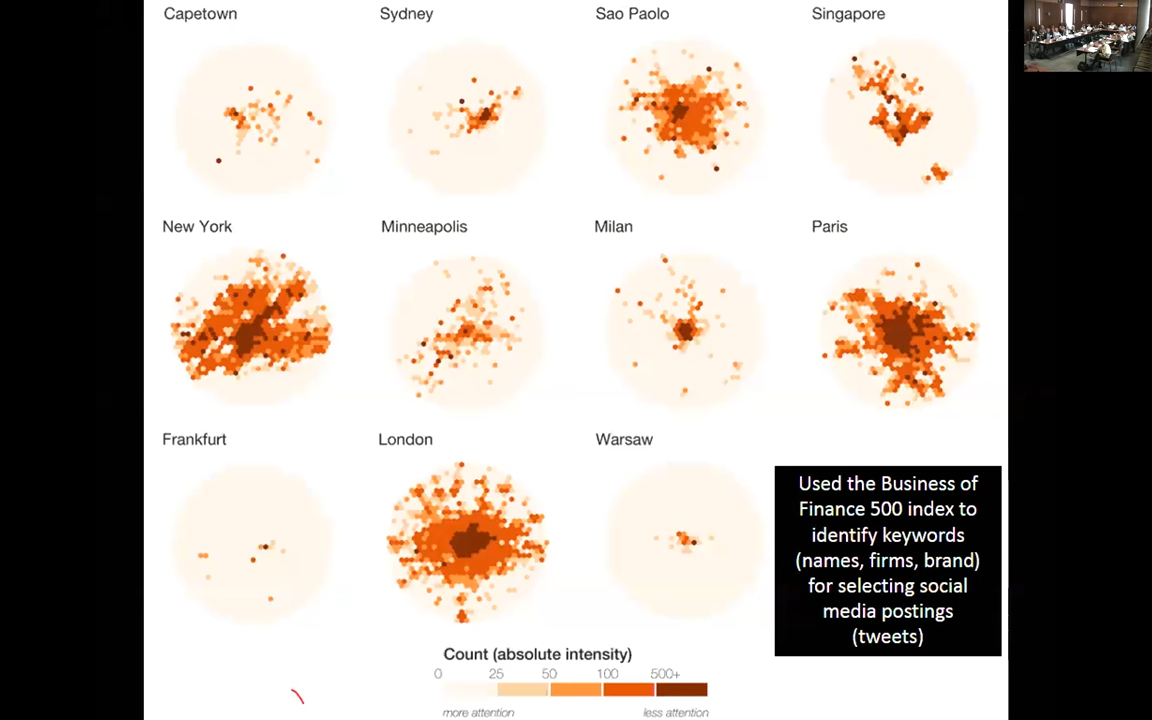 Capetown
Sydney
Sao Paolo
Singapore
New York
Minneapolis
Milan
Paris
Frankfurt
London
Warsaw
Used the Business of
Finance 500 index to
identify keywords
(names, firms, brand)
for selecting social
media postings
(tweets)
Count (absolute intensity)
0 25 50 100 500+
more attention less attention